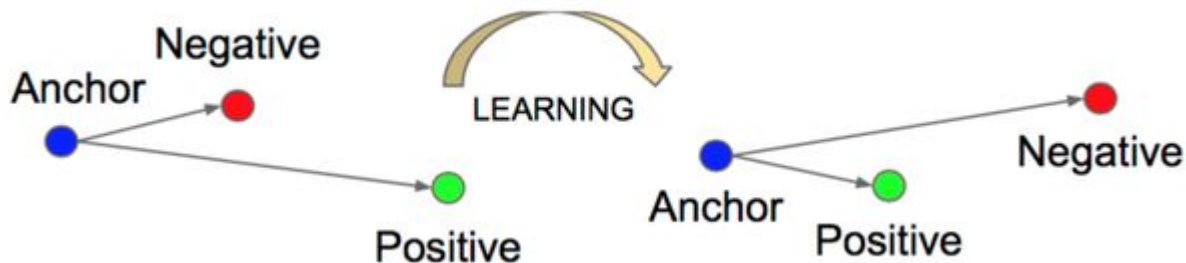 Negative
Anchor
Positive
LEARNING
Negative
Anchor
Positive